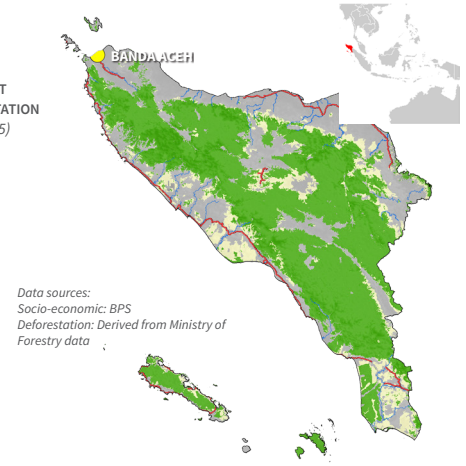 BANDA ACEH
T
TATION
5)
Data sources:
Socio-economic: BPS
Deforestation: Derived from Ministry of
Forestry data